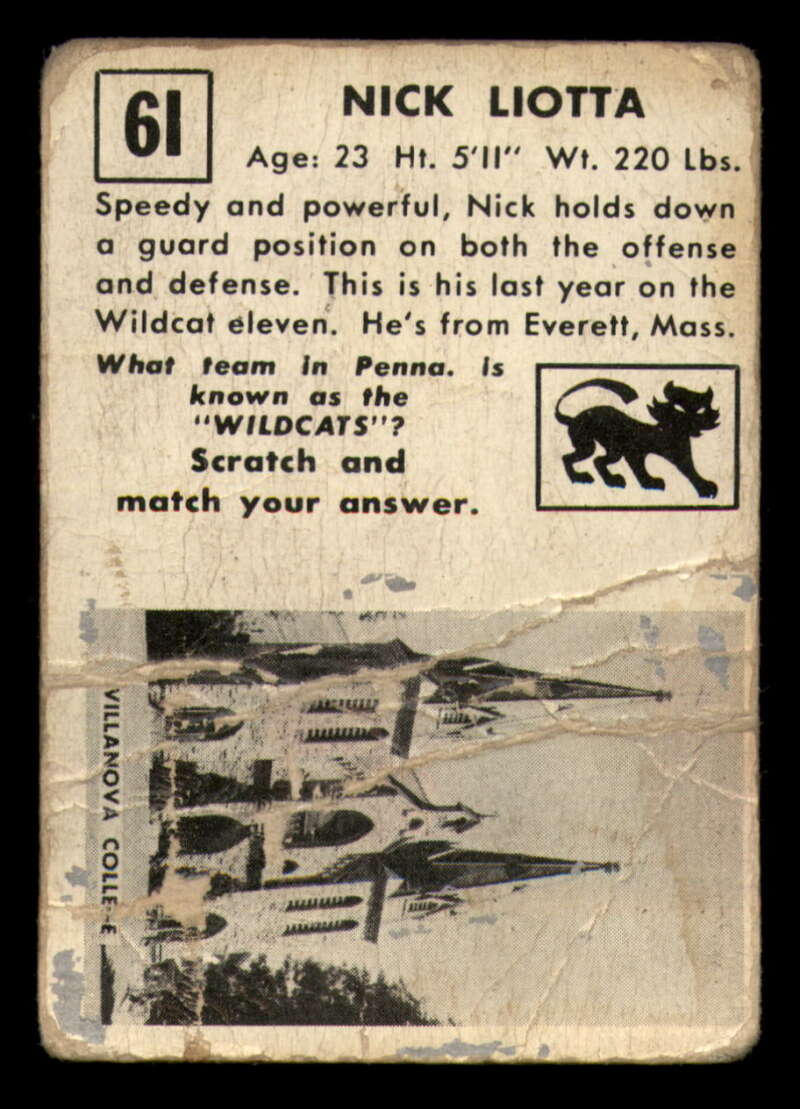 61
NICK LIOTTA
Age: 23 Ht. 5'11" Wt. 220 Lbs.
Speedy and powerful, Nick holds down
a guard position on both the offense
and defense. This is his last year on the
Wildcat eleven. He's from Everett, Mass.
What team in Penna. is
known as the
"WILDCATS"?
Scratch and
match your answer.
VILLANOVA